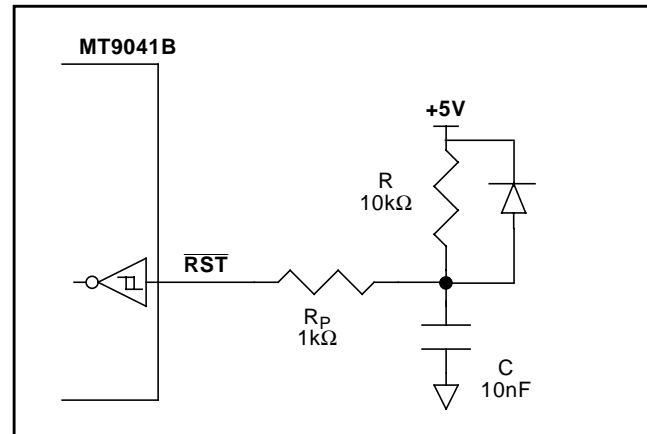 MT9041B
+5V
R
10kΩ
RST
RP
1kΩ
C
10nF